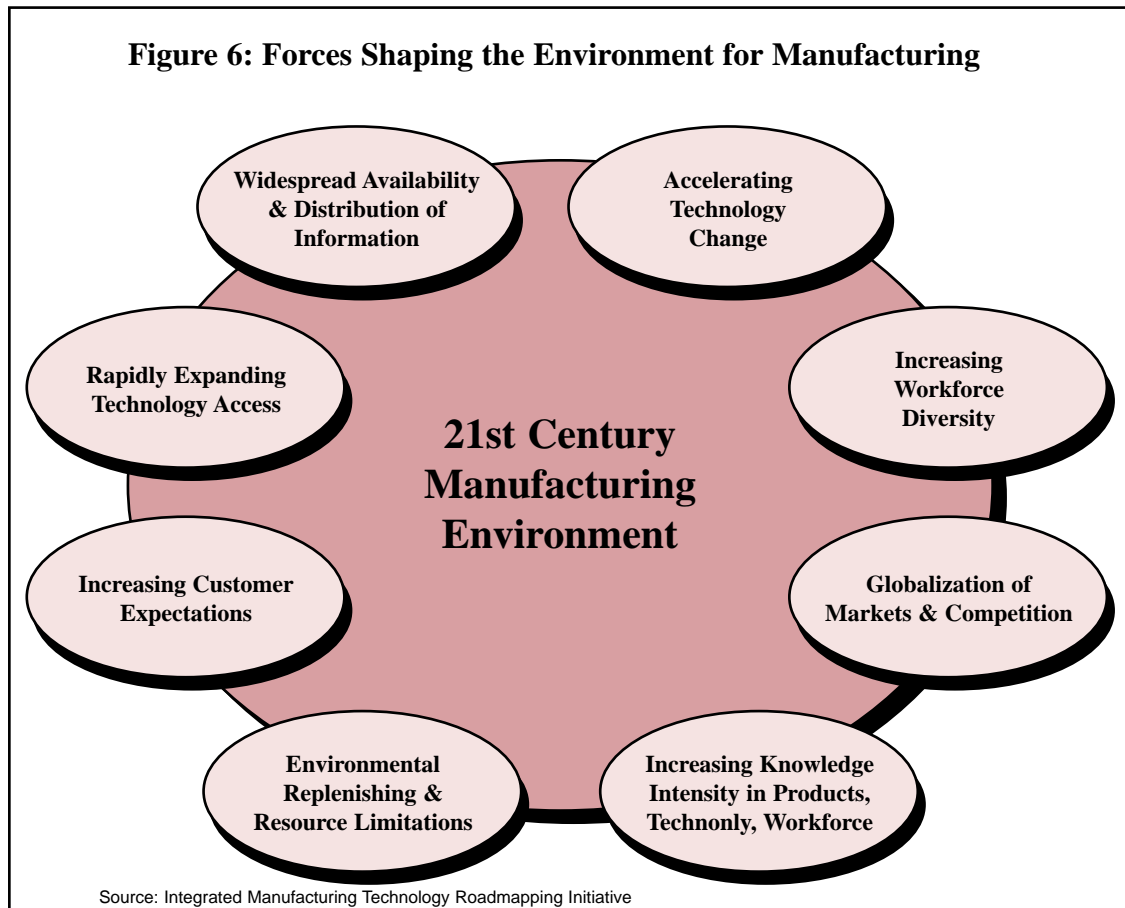 Figure 6: Forces Shaping the Environment for Manufacturing
Widespread Availability
& Distribution of
Information
Accelerating
Technology
Change
Rapidly Expanding
Technology Access
Increasing
Workforce
Diversity
21st Century
Manufacturing
Environment
Increasing Customer
Expectations
Globalization of
Markets & Competition
Environmental
Replenishing &
Resource Limitations
Increasing Knowledge
Intensity in Products,
Technonly, Workforce
Source: Integrated Manufacturing Technology Roadmapping Initiative